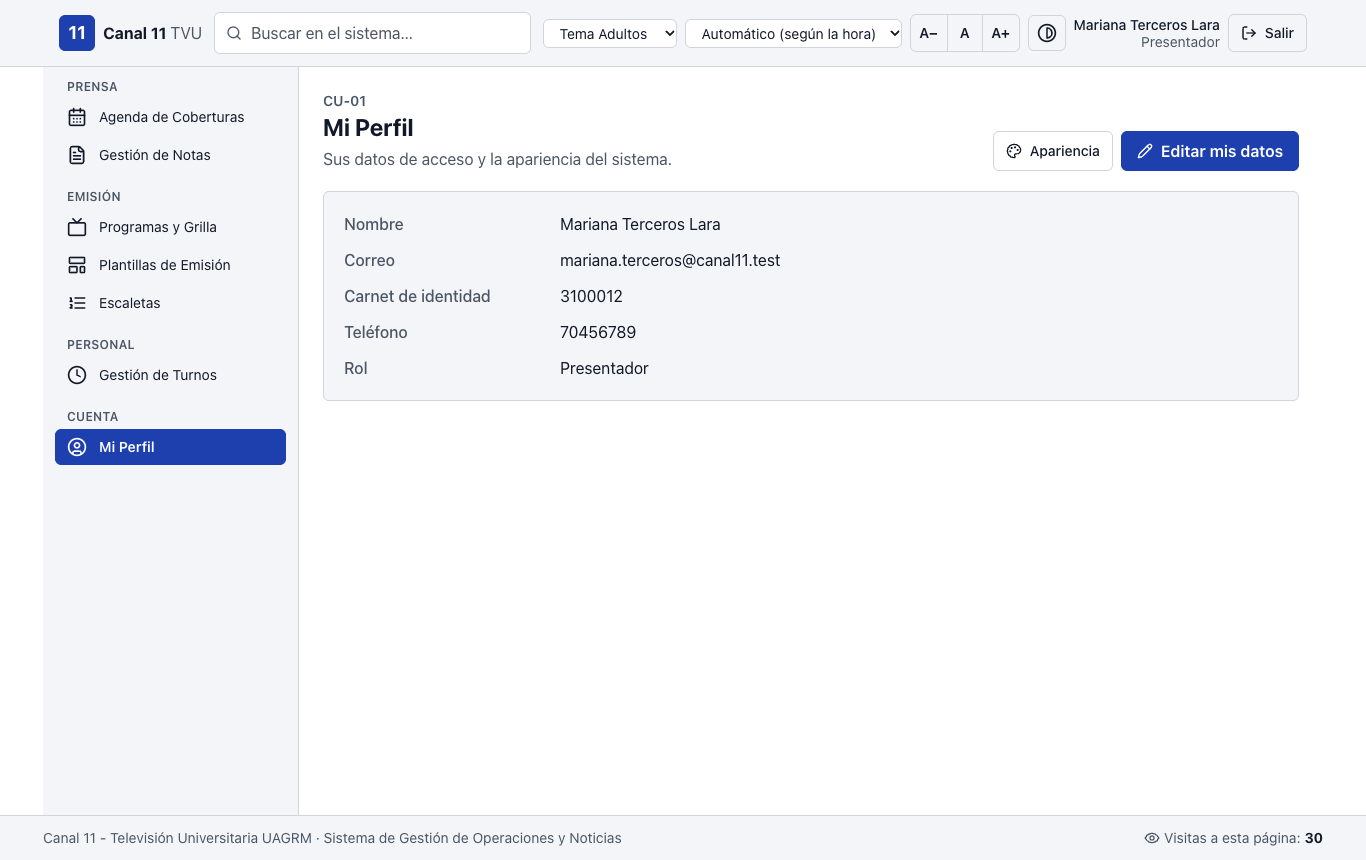 11 Canal 11 TVU
Buscar en el sistema...
Tema Adultos
Automático (según la hora)
A− A A+
Mariana Terceros Lara
Presentador
Salir
PRENSA
Agenda de Coberturas
Gestión de Notas
EMISIÓN
Programas y Grilla
Plantillas de Emisión
Escaletas
PERSONAL
Gestión de Turnos
CUENTA
Mi Perfil
CU-01
Mi Perfil
Sus datos de acceso y la apariencia del sistema.
Apariencia
Editar mis datos
Nombre Mariana Terceros Lara
Correo mariana.terceros@canal11.test
Carnet de identidad 3100012
Teléfono 70456789
Rol Presentador
Canal 11 - Televisión Universitaria UAGRM · Sistema de Gestión de Operaciones y Noticias
Visitas a esta página: 30